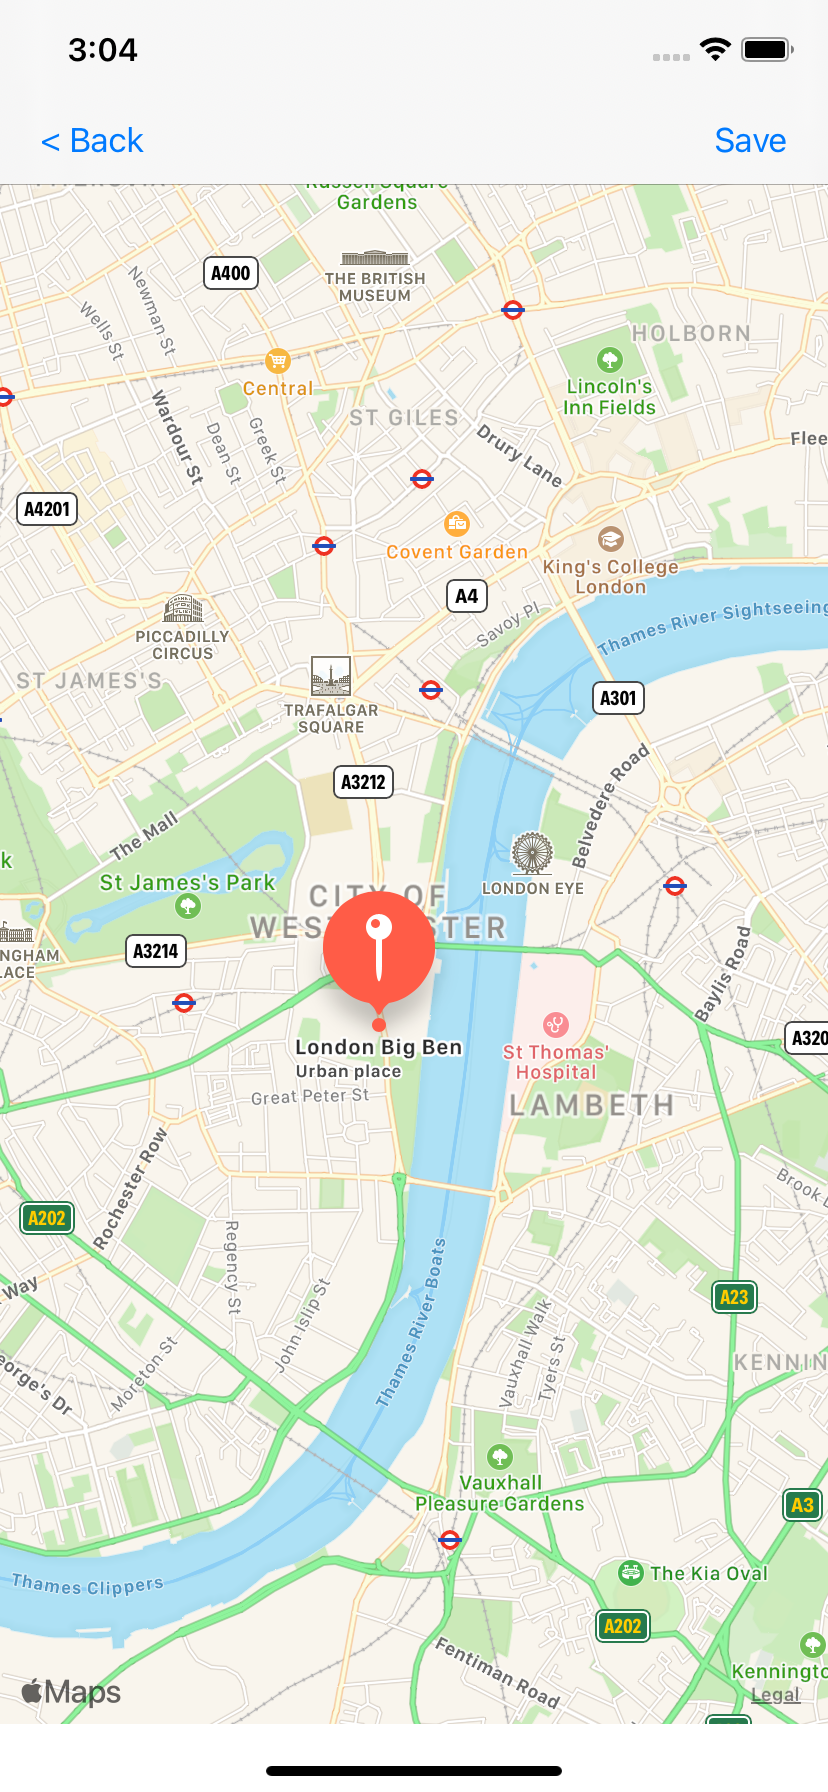 3:04
< Back
Save
Russell Square
Gardens
A400
THE BRITISH
MUSEUM
Newman St
Wells St
HOLBORN
Central
Lincoln's
Inn Fields
Wardour St
Dean St
Greek St
ST GILES
Drury Lane
Flee
A4201
Covent Garden
King's College
London
A4
Savoy Pl
Thames River Sightseeing
PICCADILLY
CIRCUS
ST JAMES'S
TRAFALGAR
SQUARE
A301
A3212
Belvedere Road
The Mall
k
St James's Park
LONDON EYE
CITY OF
WESTMINSTER
A3214
NGHAM
LACE
Baylis Road
A320
London Big Ben
Urban place
St Thomas'
Hospital
Great Peter St
LAMBETH
Rochester Row
Brook
A202
Regency St
Thames River Boats
A23
Way
John Islip St
Vauxhall Walk
Tyers St
KENNIN
eorge's Dr
Moreton St
Vauxhall
Pleasure Gardens
A3
Thames Clippers
The Kia Oval
A202
Fentiman Road
Kenningto
Maps
Legal